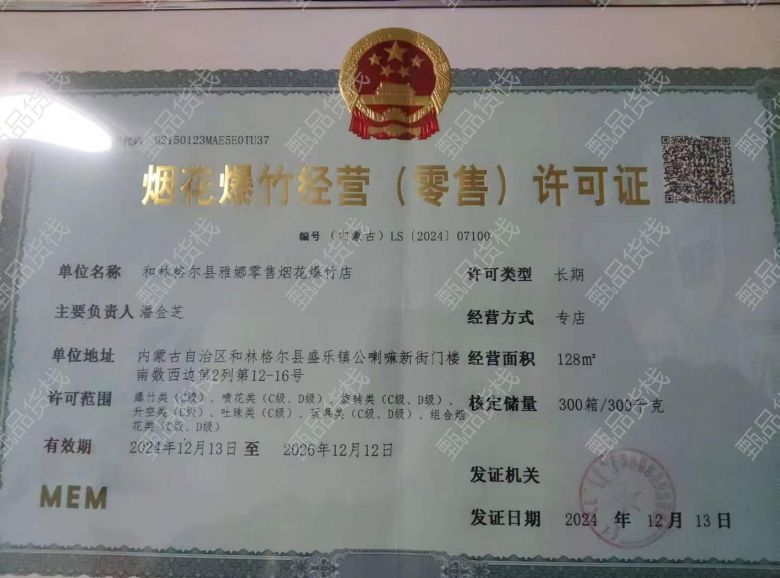 代码：92150123MAE5E0TU37
烟花爆竹经营（零售）许可证
编号 （内蒙古）LS〔2024〕07100
单位名称 和林格尔县雅娜零售烟花爆竹店
许可类型 长期
主要负责人 潘金芝
经营方式 专店
单位地址 内蒙古自治区和林格尔县盛乐镇公喇嘛新街门楼
南数西边第2列第12-16号
经营面积 128m²
许可范围 爆竹类（C级）、喷花类（C级、D级）、旋转类（C级、D级）、
升空类（C级）、吐珠类（C级）、玩具类（C级、D级）、组合烟
花类（C级、D级）
核定储量 300箱/300千克
有效期 2024年12月13日 至 2026年12月12日
发证机关
MEM
发证日期 2024 年 12 月 13 日
甄品货栈